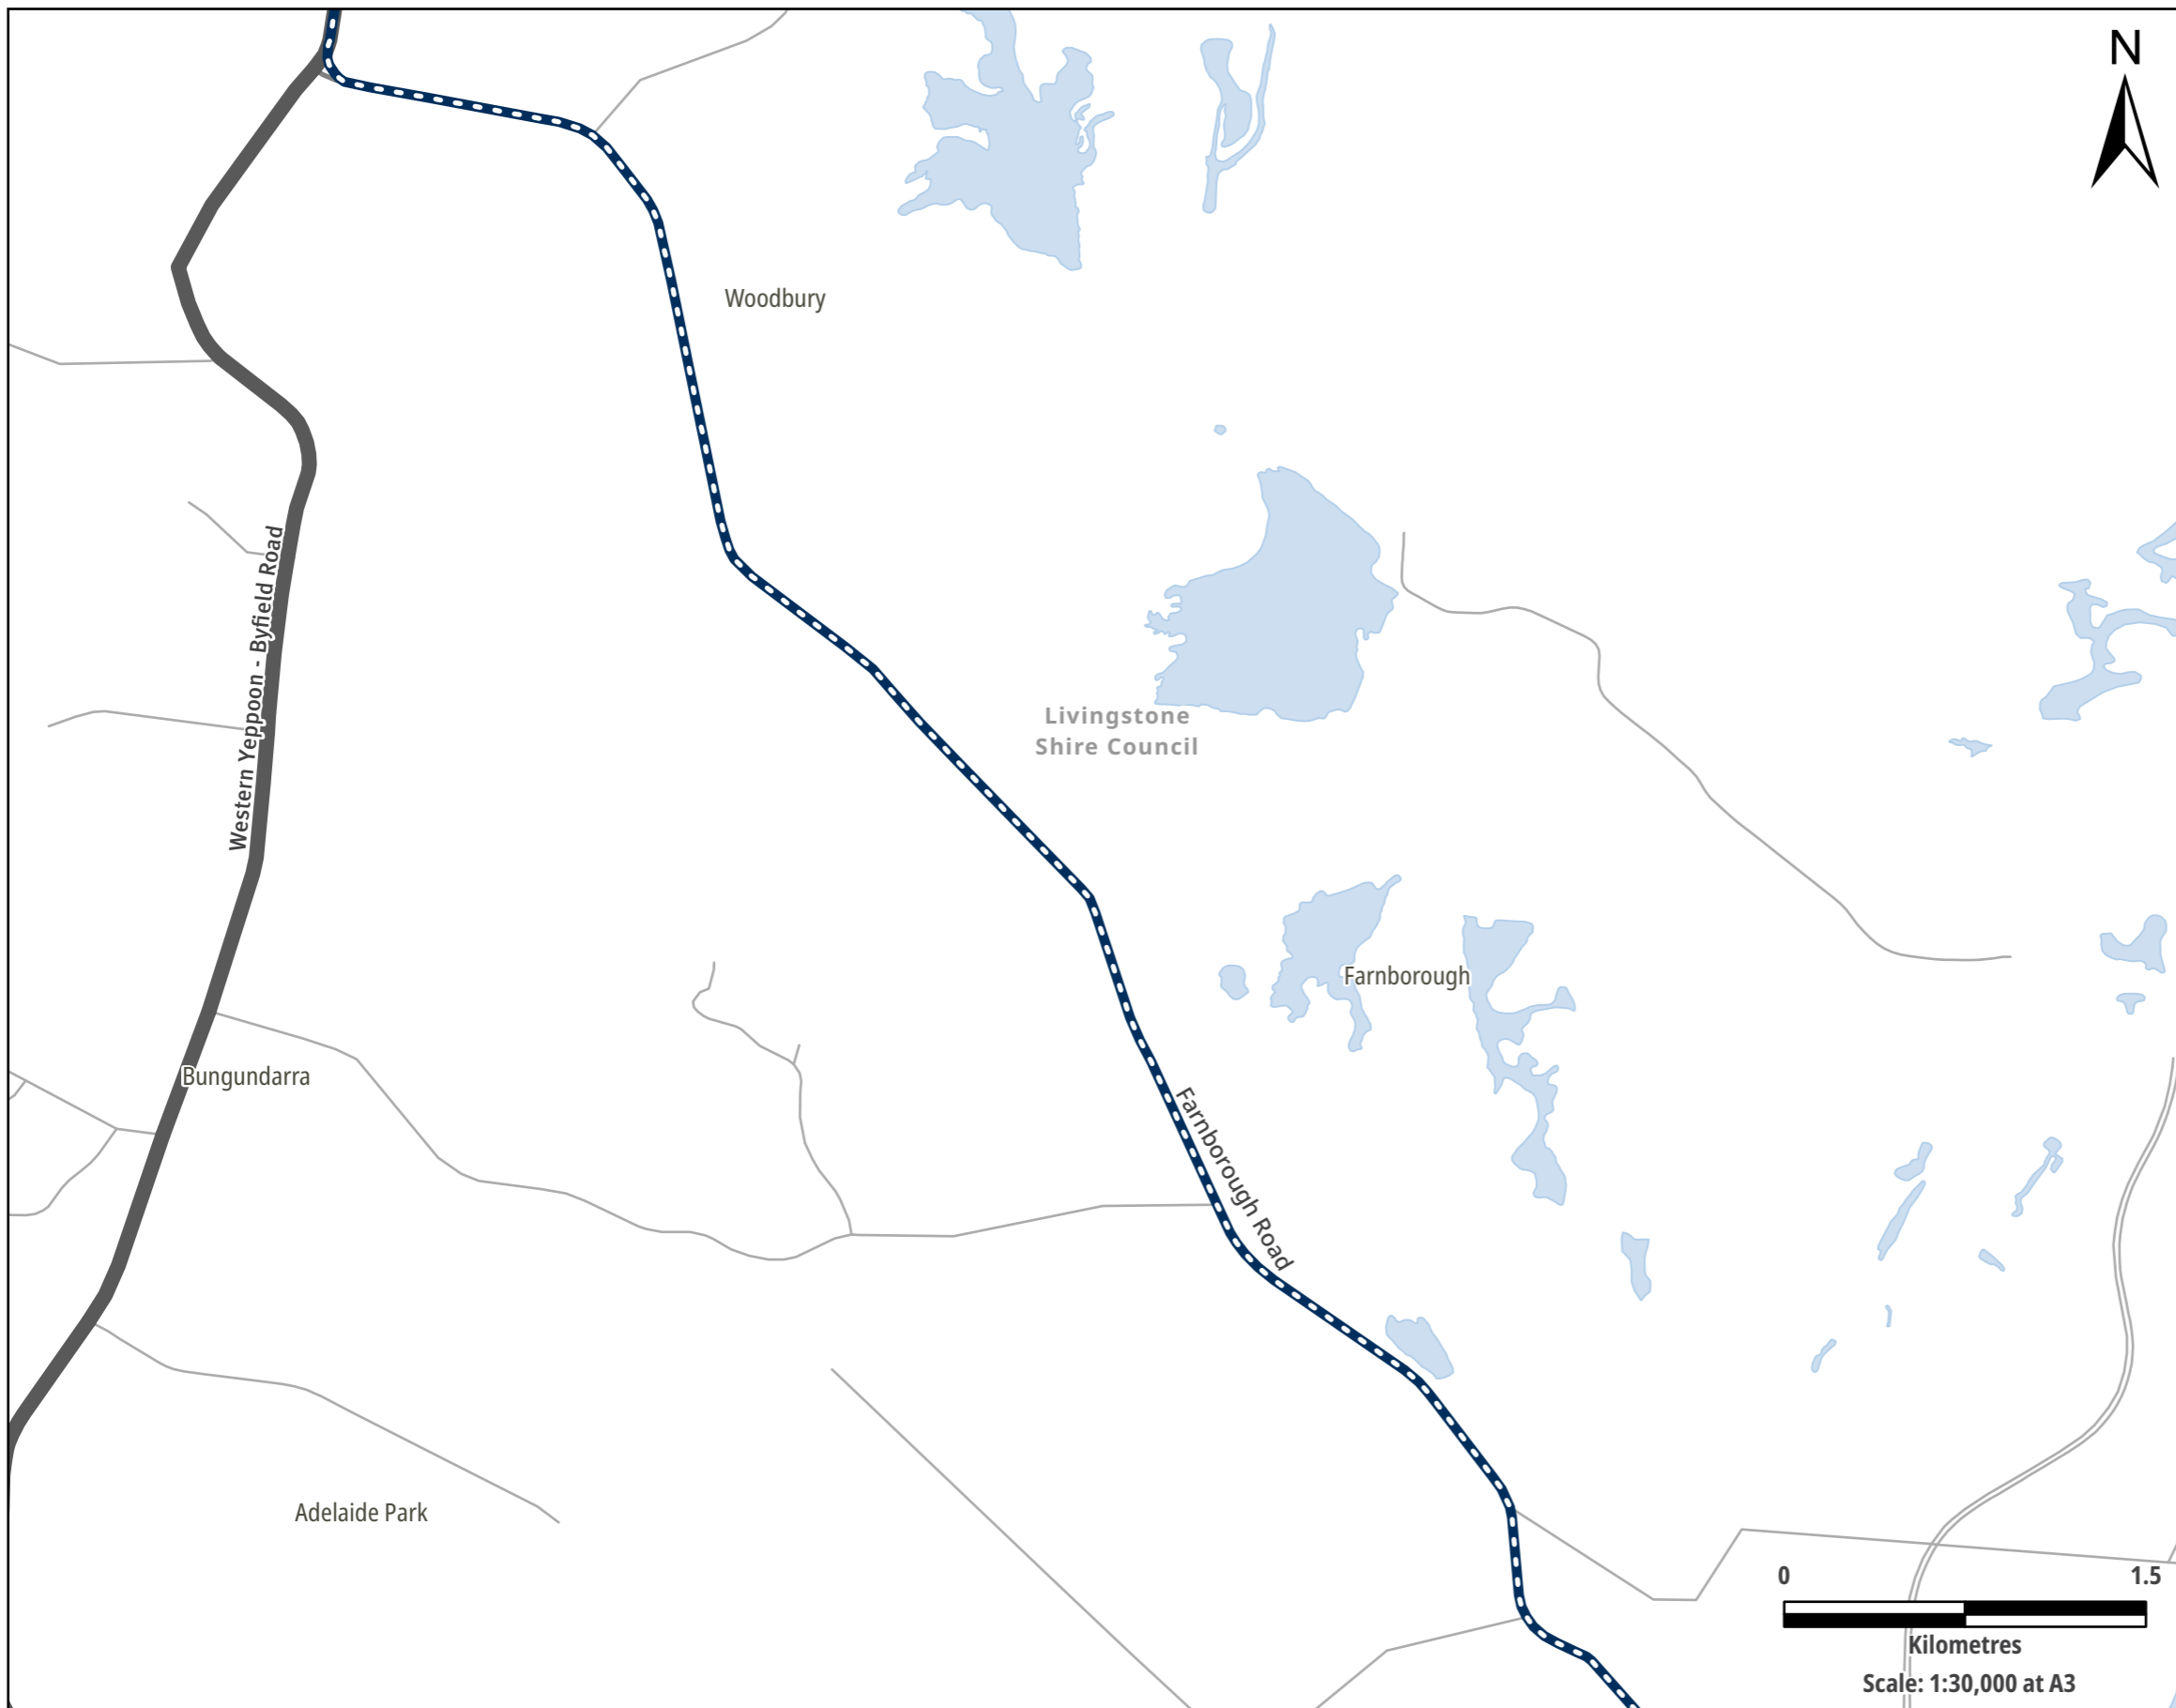 N
Woodbury
Western Yeppoon - Byfield Road
Livingstone
Shire Council
Farnborough
Bungundarra
Farnborough Road
Adelaide Park
0 1.5
Kilometres
Scale: 1:30,000 at A3